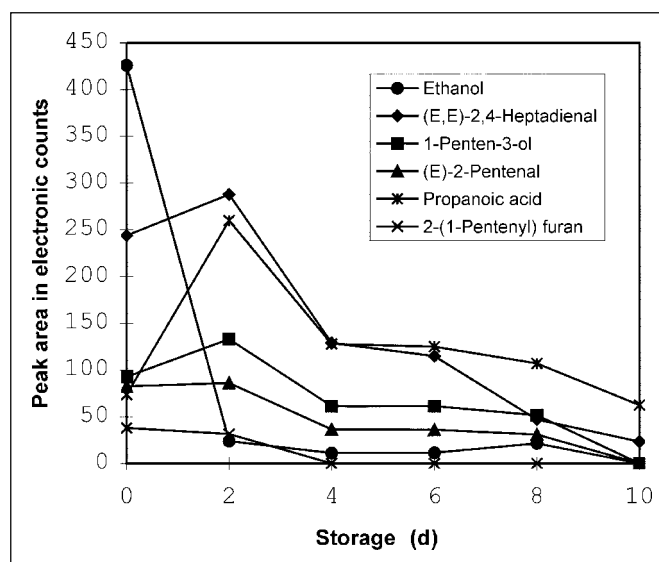 Peak area in electronic counts
450
400
350
300
250
200
150
100
50
0
Ethanol
(E,E)-2,4-Heptadienal
1-Penten-3-ol
(E)-2-Pentenal
Propanoic acid
2-(1-Pentenyl) furan
0 2 4 6 8 10
Storage (d)